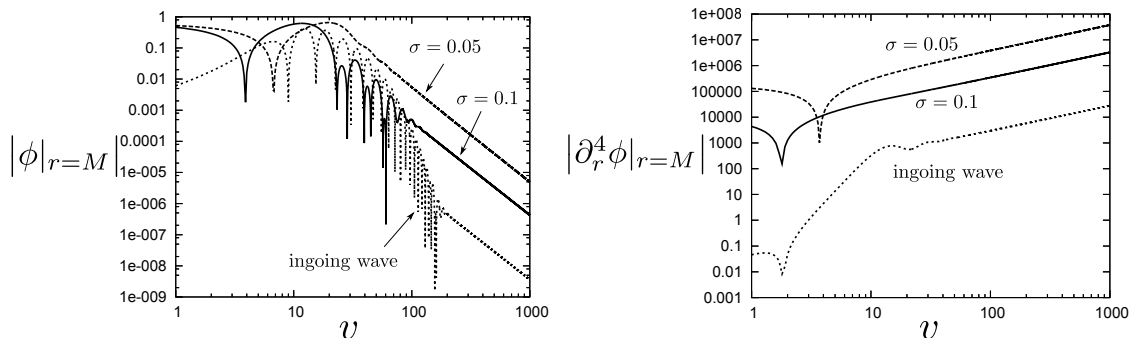 1
0.1
0.01
0.001
0.0001
1e-005
1e-006
1e-007
1e-008
1e-009
|ϕ|_{r=M}|
σ = 0.05
σ = 0.1
ingoing wave
1 10 100 1000
v
1e+008
1e+007
1e+006
100000
10000
1000
100
10
1
0.1
0.01
0.001
|∂_r^4 ϕ|_{r=M}|
σ = 0.05
σ = 0.1
ingoing wave
1 10 100 1000
v